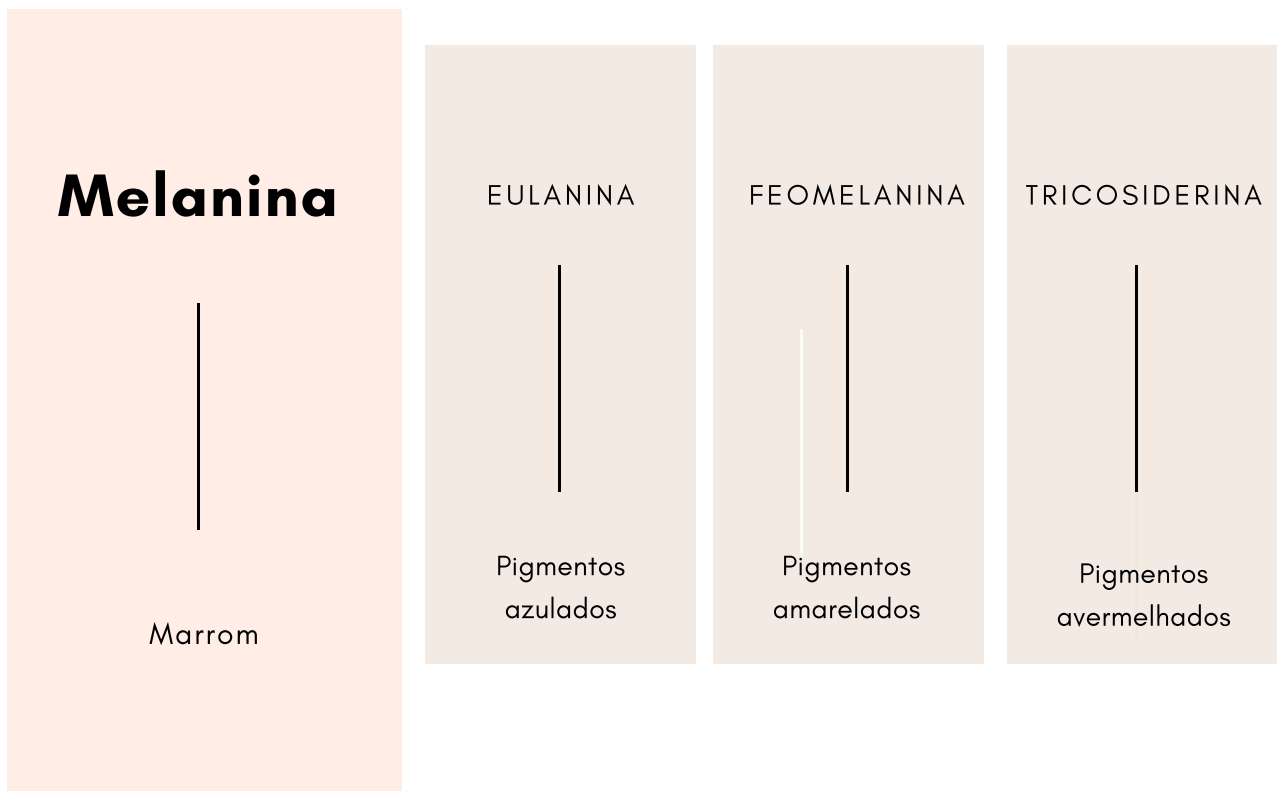 Melanina
Marrom
EULANINA
Pigmentos
azulados
FEOMELANINA
Pigmentos
amarelados
TRICOSIDERINA
Pigmentos
avermelhados